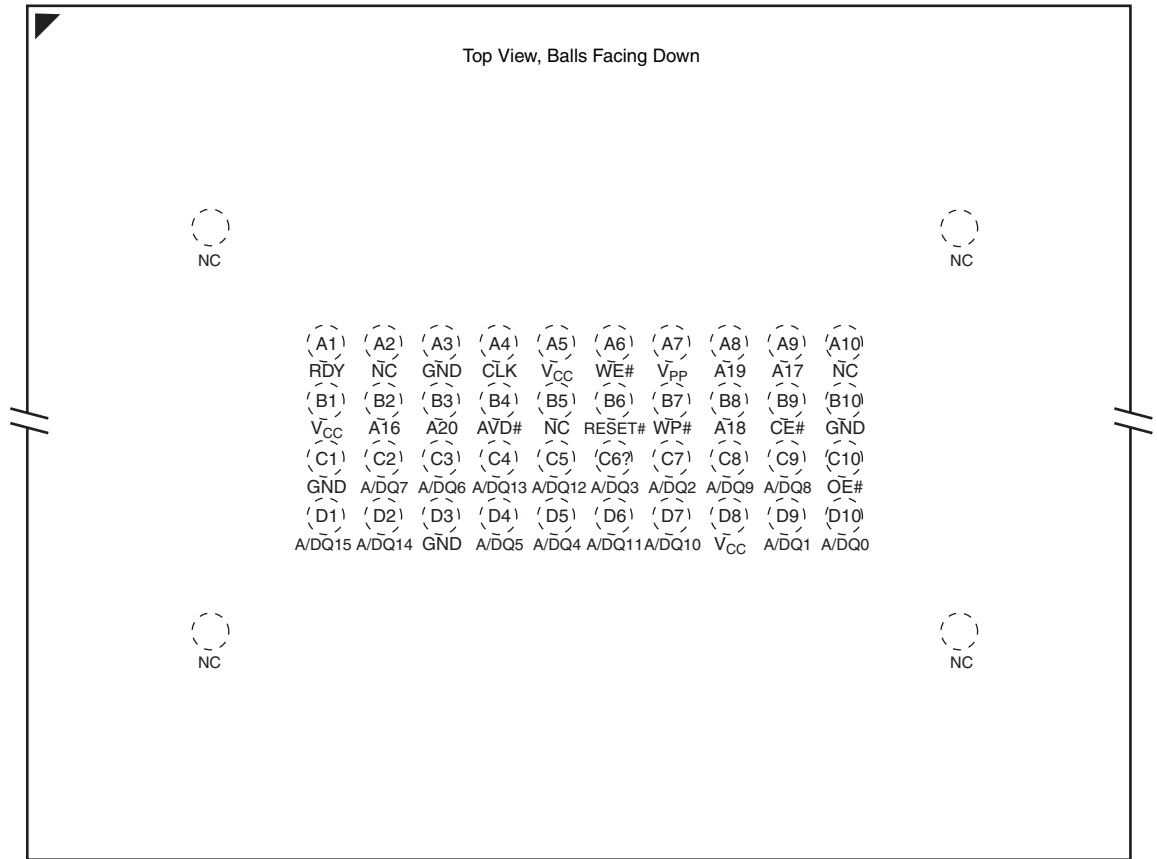 Top View, Balls Facing Down
NC NC
A1 A2 A3 A4 A5 A6 A7 A8 A9 A10
RDY NC GND CLK VCC WE# VPP A19 A17 NC
B1 B2 B3 B4 B5 B6 B7 B8 B9 B10
VCC A16 A20 AVD# NC RESET# WP# A18 CE# GND
C1 C2 C3 C4 C5 C6? C7 C8 C9 C10
GND A/DQ7 A/DQ6 A/DQ13 A/DQ12 A/DQ3 A/DQ2 A/DQ9 A/DQ8 OE#
D1 D2 D3 D4 D5 D6 D7 D8 D9 D10
A/DQ15 A/DQ14 GND A/DQ5 A/DQ4 A/DQ11 A/DQ10 VCC A/DQ1 A/DQ0
NC NC